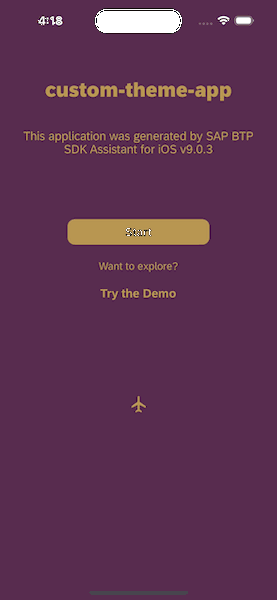 4:18
custom-theme-app
This application was generated by SAP BTP
SDK Assistant for iOS v9.0.3
Start
Want to explore?
Try the Demo